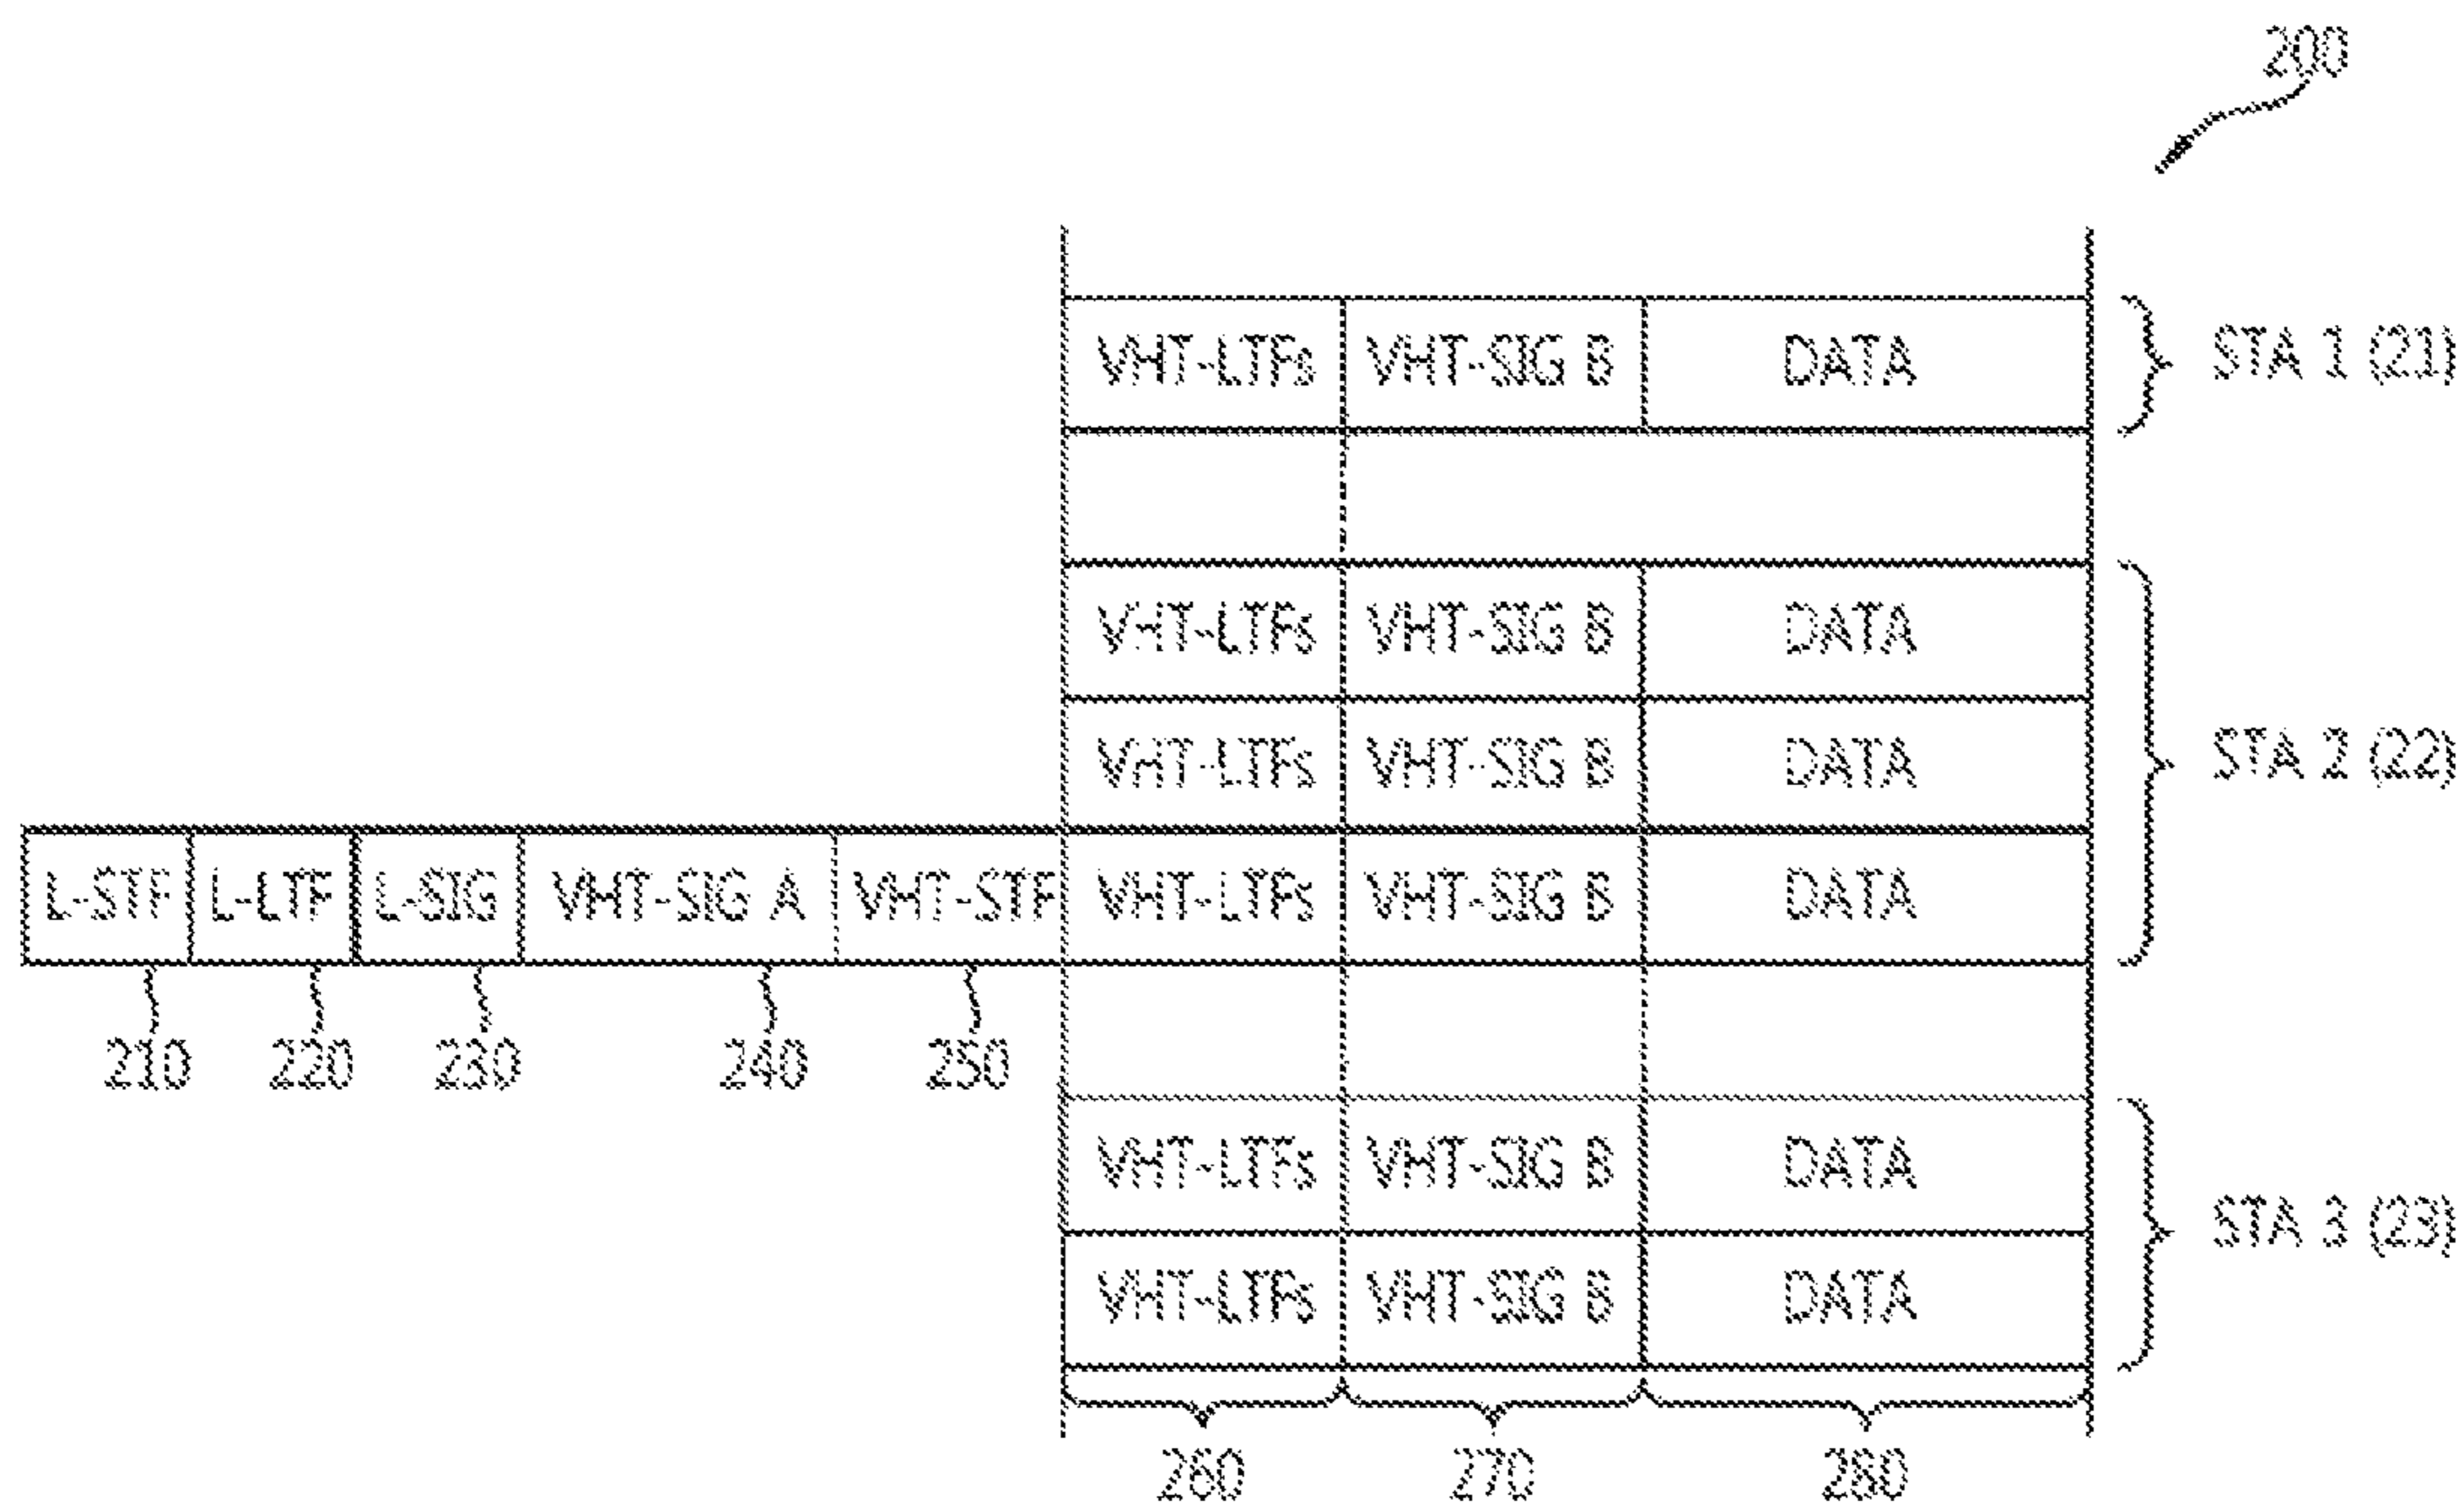 200
VHT-LTFs VHT-SIG B DATA STA 1 (21)
VHT-LTFs VHT-SIG B DATA
VHT-LTFs VHT-SIG B DATA STA 2 (22)
L-STF L-LTF L-SIG VHT-SIG A VHT-STF VHT-LTFs VHT-SIG B DATA
210 220 230 240 250
VHT-LTFs VHT-SIG B DATA
STA 3 (23)
VHT-LTFs VHT-SIG B DATA
260 270 280